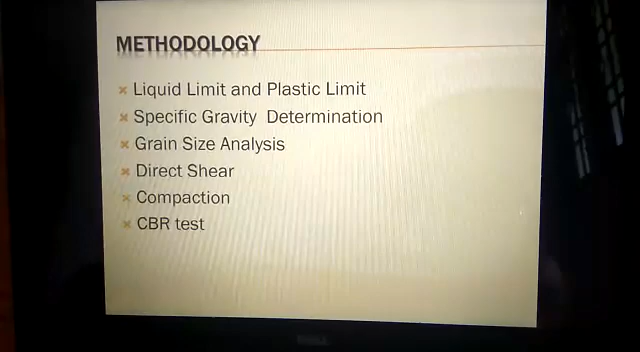 METHODOLOGY
Liquid Limit and Plastic Limit
Specific Gravity Determination
Grain Size Analysis
Direct Shear
Compaction
CBR test